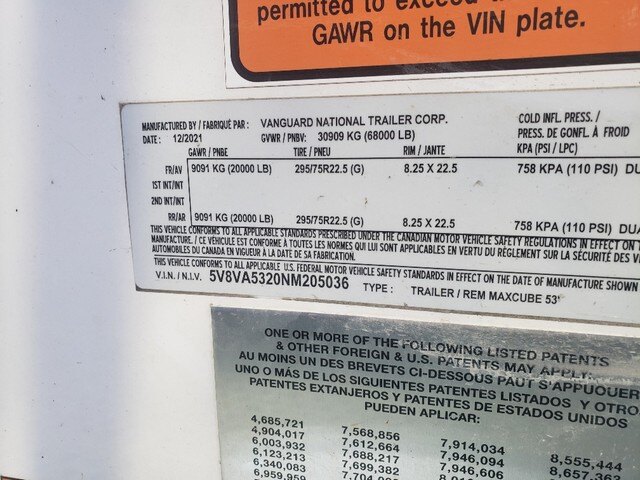 permitted to exceed
GAWR on the VIN plate.
MANUFACTURED BY / FABRIQUÉ PAR : VANGUARD NATIONAL TRAILER CORP.
DATE : 12/2021 GVWR / PNBV: 30909 KG (68000 LB)
COLD INFL. PRESS. /
PRESS. DE GONFL. À FROID
KPA (PSI / LPC)
GAWR / PNBE TIRE / PNEU RIM / JANTE
FR/AV 9091 KG (20000 LB) 295/75R22.5 (G) 8.25 X 22.5 758 KPA (110 PSI) DU
1ST INT/INT
2ND INT/INT
RR/AR 9091 KG (20000 LB) 295/75R22.5 (G) 8.25 X 22.5 758 KPA (110 PSI) DUA
THIS VEHICLE CONFORMS TO ALL APPLICABLE STANDARDS PRESCRIBED UNDER THE CANADIAN MOTOR VEHICLE SAFETY REGULATIONS IN EFFECT ON T
MANUFACTURE. / CE VÉHICULE EST CONFORME À TOUTES LES NORMES QUI LUI SONT APPLICABLES EN VERTU DU RÈGLEMENT SUR LA SÉCURITÉ DES VÉ
AUTOMOBILES DU CANADA EN VIGUEUR À LA DATE DE SA FABRICATION.
THIS VEHICLE CONFORMS TO ALL APPLICABLE U.S. FEDERAL MOTOR VEHICLE SAFETY STANDARDS IN EFFECT ON THE DATE OF MANUFACTURE SHOWN
V.I.N. / N.I.V. 5V8VA5320NM205036 TYPE : TRAILER / REM MAXCUBE 53'
ONE OR MORE OF THE FOLLOWING LISTED PATENTS
& OTHER FOREIGN & U.S. PATENTS MAY APPLY:
AU MOINS UN DES BREVETS CI-DESSOUS PAUT S'APPUOUER
UNO O MÁS DE LOS SIGUIENTES PATENTES LISTADOS Y OTRO
PATENTES EXTRANJEROS Y PATENTES DE ESTADOS UNIDOS
PUEDEN APLICAR:
4,685,721 7,568,856 7,914,034 8,555,444
4,904,017 7,612,664 7,946,094 8,657,363
6,003,932 7,688,217 7,946,606
6,123,213 7,699,382
6,340,083
6,959,959